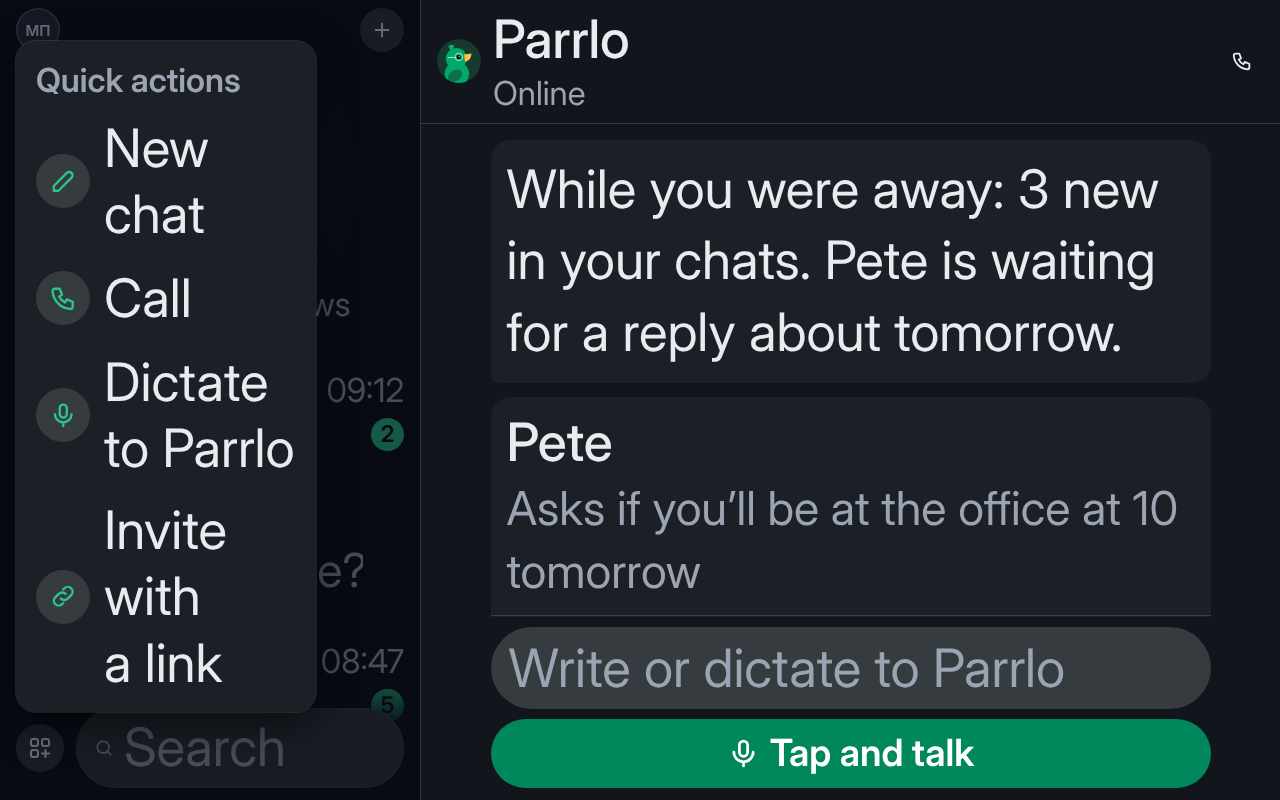 МП
Quick actions
New
chat
Call
Dictate
to Parrlo
Invite
with
a link
ws
09:12
2
e?
08:47
5
Search
Parrlo
Online
While you were away: 3 new
in your chats. Pete is waiting
for a reply about tomorrow.
Pete
Asks if you’ll be at the office at 10
tomorrow
Write or dictate to Parrlo
Tap and talk